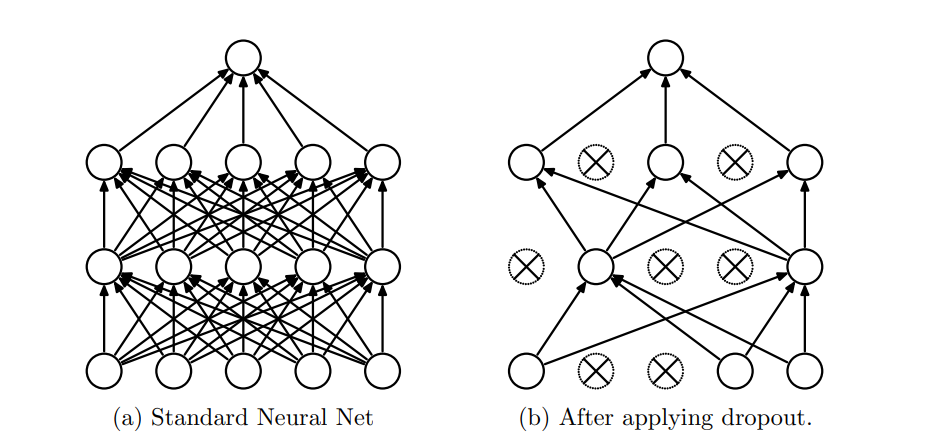 (a) Standard Neural Net
(b) After applying dropout.